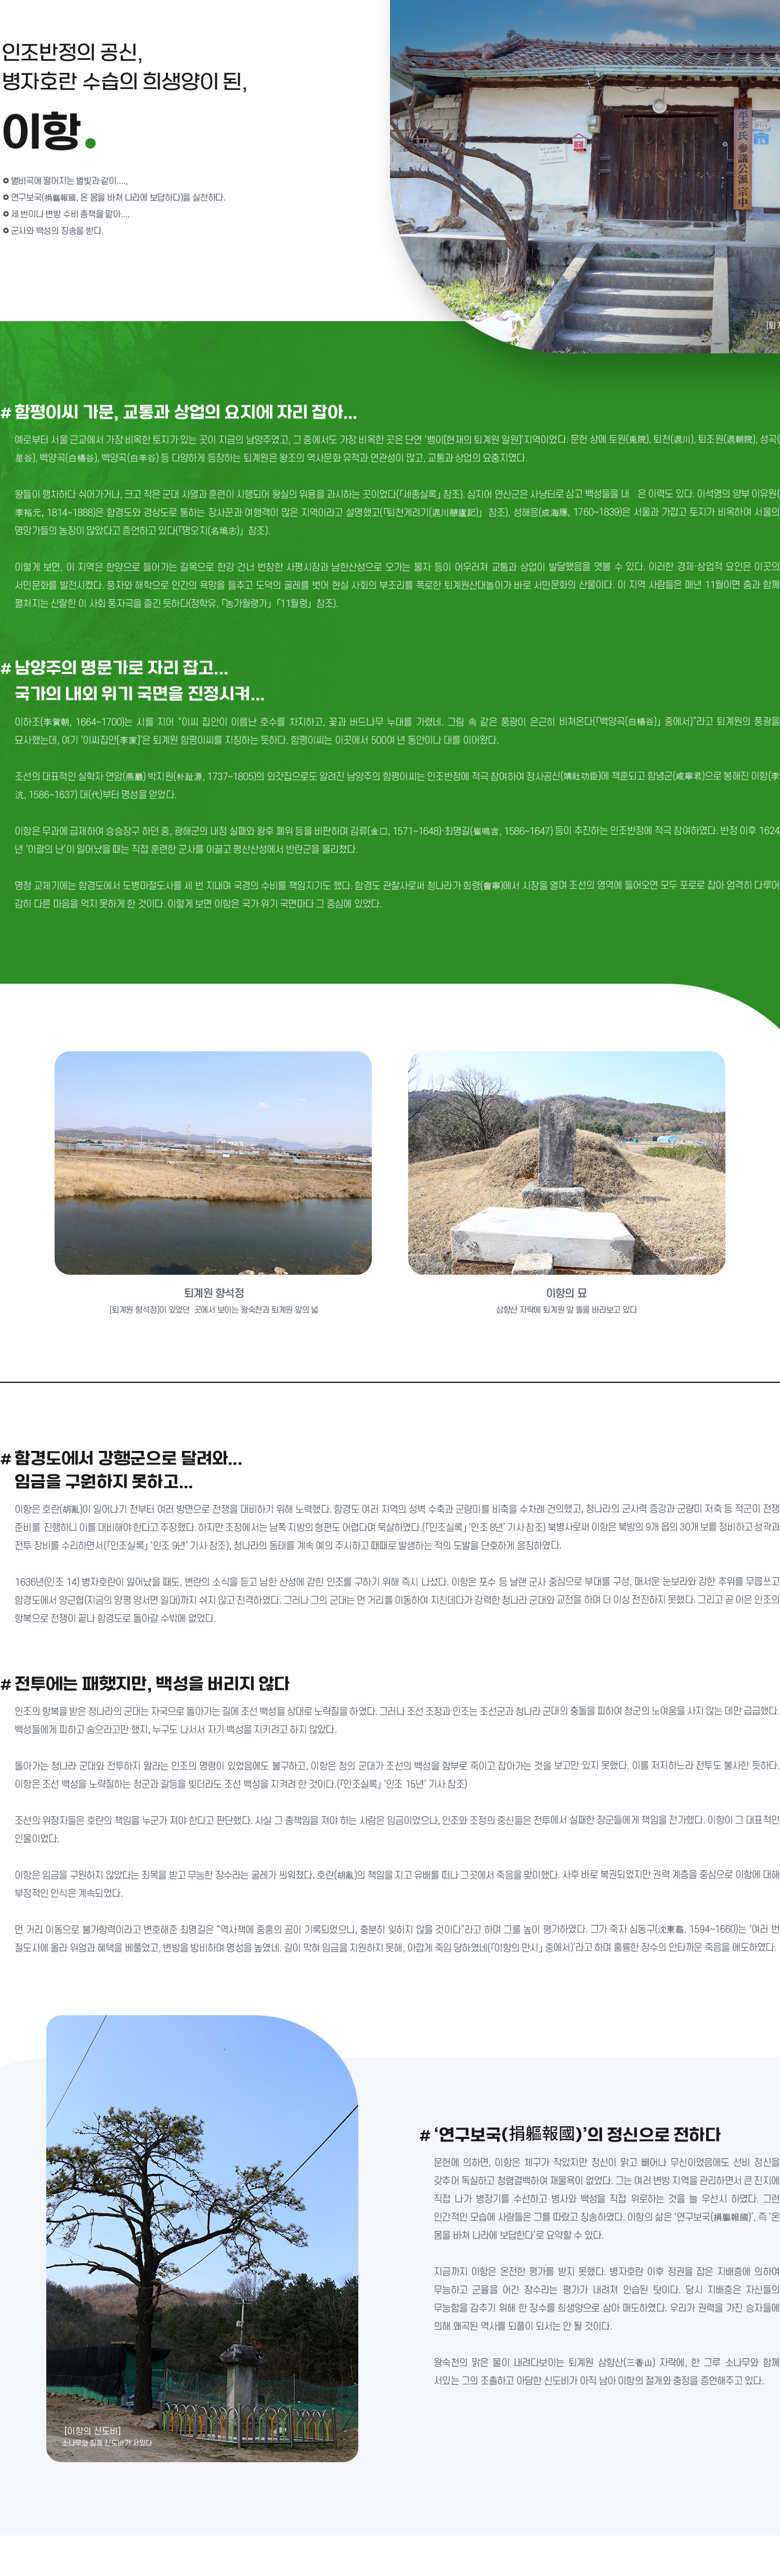 인조반정의 공신,
병자호란 수습의 희생양이 된,
이항.
별비곡에 떨어지는 별빛과 같이....,
연구보국(捐軀報國, 온 몸을 바쳐 나라에 보답하다)을 실천하다.
세 번이나 변방 수비 총책을 맡아...,
군사와 백성의 칭송을 받다.
咸平李氏參議公派宗中
# 함평이씨 가문, 교통과 상업의 요지에 자리 잡아...
예로부터 서울 근교에서 가장 비옥한 토지가 있는 곳이 지금의 남양주였고, 그 중에서도 가장 비옥한 곳은 단연 ‘뱅이[현재의 퇴계원 일원]’지역이었다. 문헌 상에 토원(兎院), 퇴천(退川), 퇴조원(退朝院), 성곡(
星谷), 백양곡(白楊谷), 백양곡(白羊谷) 등 다양하게 등장하는 퇴계원은 왕조의 역사문화 유적과 연관성이 많고, 교통과 상업의 요충지였다.
왕들이 행차하다 쉬어가거나, 크고 작은 군대 사열과 훈련이 시행되어 왕실의 위용을 과시하는 곳이었다(「세종실록」 참조). 심지어 연산군은 사냥터로 삼고 백성들을 내 은 이력도 있다. 이석영의 양부 이유원(
李裕元, 1814~1888)은 함경도와 경상도로 통하는 장사꾼과 여행객이 많은 지역이라고 설명했고(「퇴천게려기(退川憩廬記)」 참조), 성해응(成海應, 1760~1839)은 서울과 가깝고 토지가 비옥하여 서울의
명망가들의 농장이 많았다고 증언하고 있다(「명오지(名塢志)」 참조).
이렇게 보면, 이 지역은 한양으로 들어가는 길목으로 한강 건너 번창한 사평시장과 남한산성으로 오가는 물자 등이 어우러져 교통과 상업이 발달했음을 엿볼 수 있다. 이러한 경제·상업적 요인은 이곳의
서민문화를 발전시켰다. 풍자와 해학으로 인간의 욕망을 들추고 도덕의 굴레를 벗어 현실 사회의 부조리를 폭로한 퇴계원산대놀이가 바로 서민문화의 산물이다. 이 지역 사람들은 매년 11월이면 춤과 함께
펼쳐지는 신랄한 이 사회 풍자극을 즐긴 듯하다(정학유, 「농가월령가」 「11월령」 참조).
# 남양주의 명문가로 자리 잡고...
국가의 내외 위기 국면을 진정시켜...
이하조(李賀朝, 1664~1700)는 시를 지어 “이씨 집안이 이름난 호수를 차지하고, 꽃과 버드나무 누대를 가렸네. 그림 속 같은 풍광이 은근히 비쳐온다(「백양곡(白楊谷)」 중에서)”라고 퇴계원의 풍광을
묘사했는데, 여기 ‘이씨집안[李家]’은 퇴계원 함평이씨를 지칭하는 듯하다. 함평이씨는 이곳에서 500여 년 동안이나 대를 이어왔다.
조선의 대표적인 실학자 연암(燕巖) 박지원(朴趾源, 1737~1805)의 외갓집으로도 알려진 남양주의 함평이씨는 인조반정에 적극 참여하여 정사공신(靖社功臣)에 책훈되고 함녕군(咸寧君)으로 봉해진 이항(李
沆, 1586~1637) 대(代)부터 명성을 얻었다.
이항은 무과에 급제하여 승승장구 하던 중, 광해군의 내정 실패와 왕후 폐위 등을 비판하며 김류(金口, 1571~1648)·최명길(崔鳴吉, 1586~1647) 등이 추진하는 인조반정에 적극 참여하였다. 반정 이후 1624
년 ‘이괄의 난’이 일어났을 때는 직접 훈련한 군사를 이끌고 평산산성에서 반란군을 물리쳤다.
명청 교체기에는 함경도에서 도병마절도사를 세 번 지내며 국경의 수비를 책임지기도 했다. 함경도 관찰사로써 청나라가 회령(會寧)에서 시장을 열며 조선의 영역에 들어오면 모두 포로로 잡아 엄격히 다루어
감히 다른 마음을 먹지 못하게 한 것이다. 이렇게 보면 이항은 국가 위기 국면마다 그 중심에 있었다.
퇴계원 향석정
[퇴계원 향석정]이 있었던 곳에서 보이는 왕숙천과 퇴계원 앞의 넓
이항의 묘
삼향산 자락에 퇴계원 앞 뜰을 바라보고 있다
# 함경도에서 강행군으로 달려와...
임금을 구원하지 못하고...
이항은 호란(胡亂)이 일어나기 전부터 여러 방면으로 전쟁을 대비하기 위해 노력했다. 함경도 여러 지역의 성벽 수축과 군량미를 비축을 수차례 건의했고, 청나라의 군사력 증강과 군량미 저축 등 적군이 전쟁
준비를 진행하니 이를 대비해야 한다고 주장했다. 하지만 조정에서는 남쪽 지방의 형편도 어렵다며 묵살하였다.(「인조실록」 ‘인조 8년’ 기사 참조) 북병사로써 이항은 북방의 9개 읍의 30개 보를 정비하고 성곽과
전투 장비를 수리하면서(「인조실록」 ‘인조 9년’ 기사 참조), 청나라의 동태를 계속 예의 주시하고 때때로 발생하는 적의 도발을 단호하게 응징하였다.
1636년(인조 14) 병자호란이 일어났을 때도, 변란의 소식을 듣고 남한 산성에 갇힌 인조를 구하기 위해 즉시 나섰다. 이항은 포수 등 날랜 군사 중심으로 부대를 구성, 매서운 눈보라와 강한 추위를 무릅쓰고
함경도에서 양근협(지금의 양평 양서면 일대)까지 쉬지 않고 진격하였다. 그러나 그의 군대는 먼 거리를 이동하여 지친데다가 강력한 청나라 군대와 교전을 하며 더 이상 전진하지 못했다. 그리고 곧 이은 인조의
항복으로 전쟁이 끝나 함경도로 돌아갈 수밖에 없었다.
# 전투에는 패했지만, 백성을 버리지 않다
인조의 항복을 받은 청나라의 군대는 자국으로 돌아가는 길에 조선 백성을 상대로 노략질을 하였다. 그러나 조선 조정과 인조는 조선군과 청나라 군대의 충돌을 피하여 청군의 노여움을 사지 않는 데만 급급했다.
백성들에게 피하고 숨으라고만 했지, 누구도 나서서 자기 백성을 지키려고 하지 않았다.
돌아가는 청나라 군대와 전투하지 말라는 인조의 명령이 있었음에도 불구하고, 이항은 청의 군대가 조선의 백성을 함부로 죽이고 잡아가는 것을 보고만 있지 못했다. 이를 저지하느라 전투도 불사한 듯하다.
이항은 조선 백성을 노략질하는 청군과 갈등을 빚더라도 조선 백성을 지켜려 한 것이다.(「인조실록」 ‘인조 15년’ 기사 참조)
조선의 위정자들은 호란의 책임을 누군가 져야 한다고 판단했다. 사실 그 총책임을 져야 하는 사람은 임금이었으나, 인조와 조정의 중신들은 전투에서 실패한 장군들에게 책임을 전가했다. 이항이 그 대표적인
인물이었다.
이항은 임금을 구원하지 않았다는 죄목을 받고 무능한 장수라는 굴레가 씌워졌다. 호란(胡亂)의 책임을 지고 유배를 떠나 그곳에서 죽음을 맞이했다. 사후 바로 복권되었지만 권력 계층을 중심으로 이항에 대해
부정적인 인식은 계속되었다.
먼 거리 이동으로 불가항력이라고 변호해준 최명길은 “역사책에 중흥의 공이 기록되었으니, 충분히 잊히지 않을 것이다”라고 하며 그를 높이 평가하였다. 그가 죽자 심동구(沈東龜, 1594~1660)는 ‘여러 번
절도사에 올라 위엄과 혜택을 베풀었고, 변방을 방비하며 명성을 높였네. 길이 막혀 임금을 지원하지 못해, 아깝게 죽임 당하였네(「이항의 만시」 중에서)’라고 하며 훌륭한 장수의 안타까운 죽음을 애도하였다.
# ‘연구보국(捐軀報國)’의 정신으로 전하다
문헌에 의하면, 이항은 체구가 작았지만 정신이 맑고 빼어나 무신이었음에도 선비 정신을
갖추어 독실하고 청렴결백하여 재물욕이 없었다. 그는 여러 변방 지역을 관리하면서 큰 진지에
직접 나가 병장기를 수선하고 병사와 백성을 직접 위로하는 것을 늘 우선시 하였다. 그런
인간적인 모습에 사람들은 그를 따랐고 칭송하였다. 이항의 삶은 ‘연구보국(捐軀報國)’, 즉 ‘온
몸을 바쳐 나라에 보답한다’로 요약할 수 있다.
지금까지 이항은 온전한 평가를 받지 못했다. 병자호란 이후 정권을 잡은 지배층에 의하여
무능하고 군율을 어긴 장수라는 평가가 내려져 인습된 탓이다. 당시 지배층은 자신들의
무능함을 감추기 위해 한 장수를 희생양으로 삼아 매도하였다. 우리가 권력을 가진 승자들에
의해 왜곡된 역사를 되풀이 되서는 안 될 것이다.
왕숙천의 맑은 물이 내려다보이는 퇴계원 삼향산(三香山) 자락에, 한 그루 소나무와 함께
서있는 그의 조촐하고 아담한 신도비가 아직 남아 이항의 절개와 충정을 증언해주고 있다.
[이항의 신도비]
소나무와 함께 신도비가 서있다